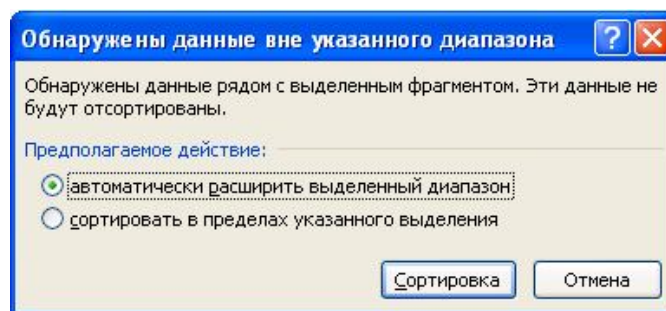 Обнаружены данные вне указанного диапазона
Обнаружены данные рядом с выделенным фрагментом. Эти данные не
будут отсортированы.
Предполагаемое действие:
автоматически расширить выделенный диапазон
сортировать в пределах указанного выделения
Сортировка Отмена